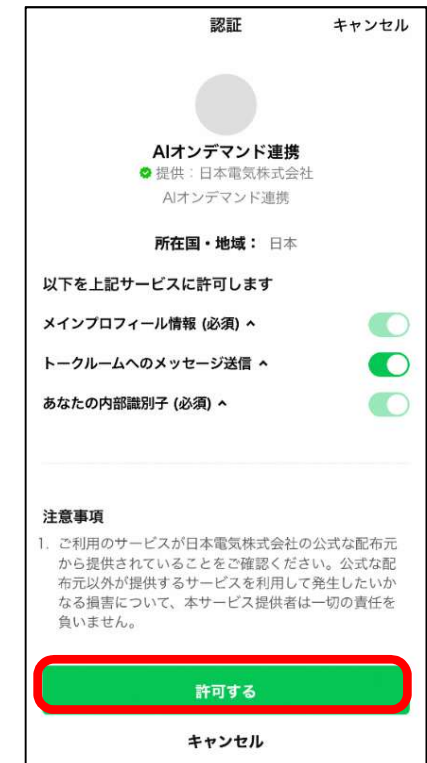 認証 キャンセル
AIオンデマンド連携
提供：日本電気株式会社
AIオンデマンド連携
所在国・地域： 日本
以下を上記サービスに許可します
メインプロフィール情報 (必須)
トークルームへのメッセージ送信
あなたの内部識別子 (必須)
注意事項
1. ご利用のサービスが日本電気株式会社の公式な配布元
から提供されていることをご確認ください。公式な配
布元以外が提供するサービスを利用して発生したいか
なる損害について、本サービス提供者は一切の責任を
負いません。
許可する
キャンセル